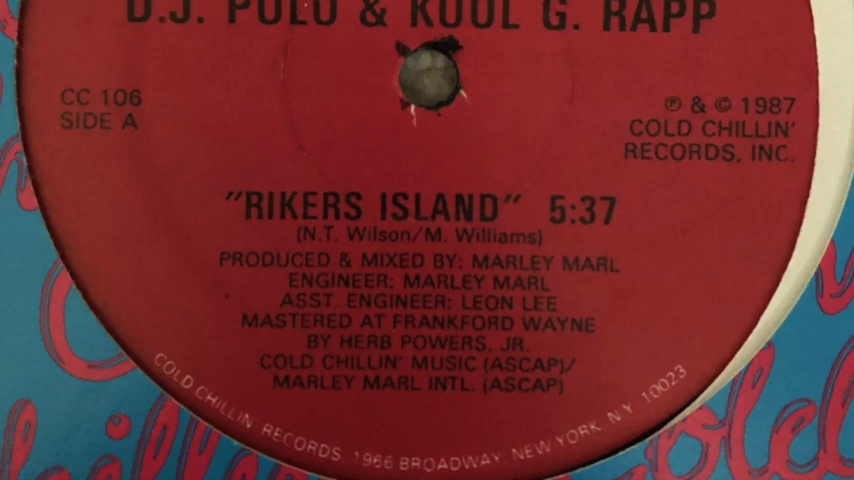 D.J. POLO & KOOL G. RAPP
CC 106
SIDE A
℗ & © 1987
COLD CHILLIN'
RECORDS, INC.
"RIKERS ISLAND" 5:37
(N.T. Wilson/M. Williams)
PRODUCED & MIXED BY: MARLEY MARL
ENGINEER: MARLEY MARL
ASST. ENGINEER: LEON LEE
MASTERED AT FRANKFORD WAYNE
BY HERB POWERS, JR.
COLD CHILLIN' MUSIC (ASCAP)/
MARLEY MARL INTL. (ASCAP)
COLD CHILLIN' RECORDS, 1966 BROADWAY, NEW YORK, N.Y. 10023